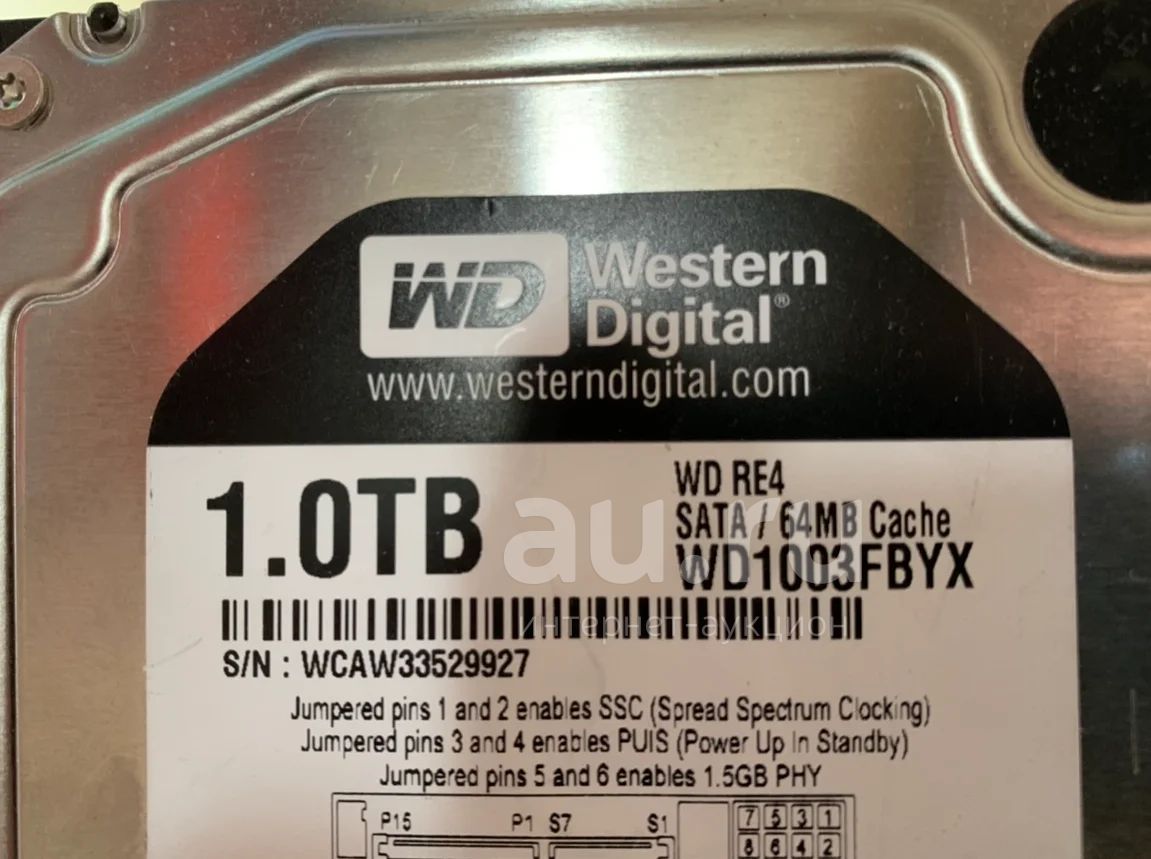 WD Western
Digital®
www.westerndigital.com
1.0TB
WD RE4
SATA / 64MB Cache
WD1003FBYX
au.ru
интернет-аукцион
S/N : WCAW33529927
Jumpered pins 1 and 2 enables SSC (Spread Spectrum Clocking)
Jumpered pins 3 and 4 enables PUIS (Power Up In Standby)
Jumpered pins 5 and 6 enables 1.5GB PHY
P15 P1 S7 S1 7 5 3 1
8 6 4 2